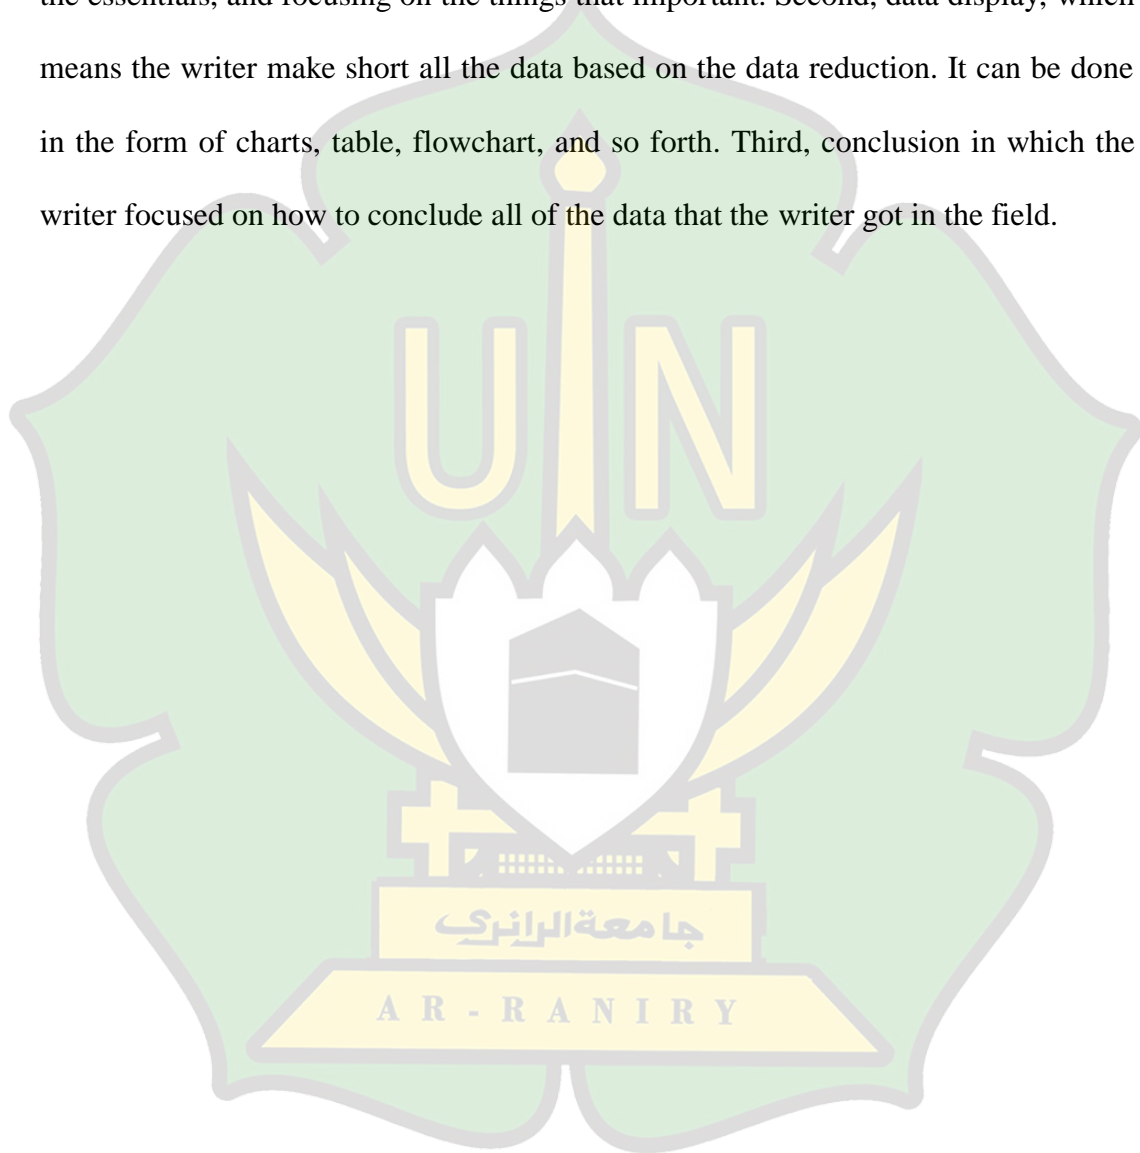 the essentials, and focusing on the things that important. Second, data display, which
means the writer make short all the data based on the data reduction. It can be done
in the form of charts, table, flowchart, and so forth. Third, conclusion in which the
writer focused on how to conclude all of the data that the writer got in the field.
UIN
جامعةالرانري
AR-RANIRY